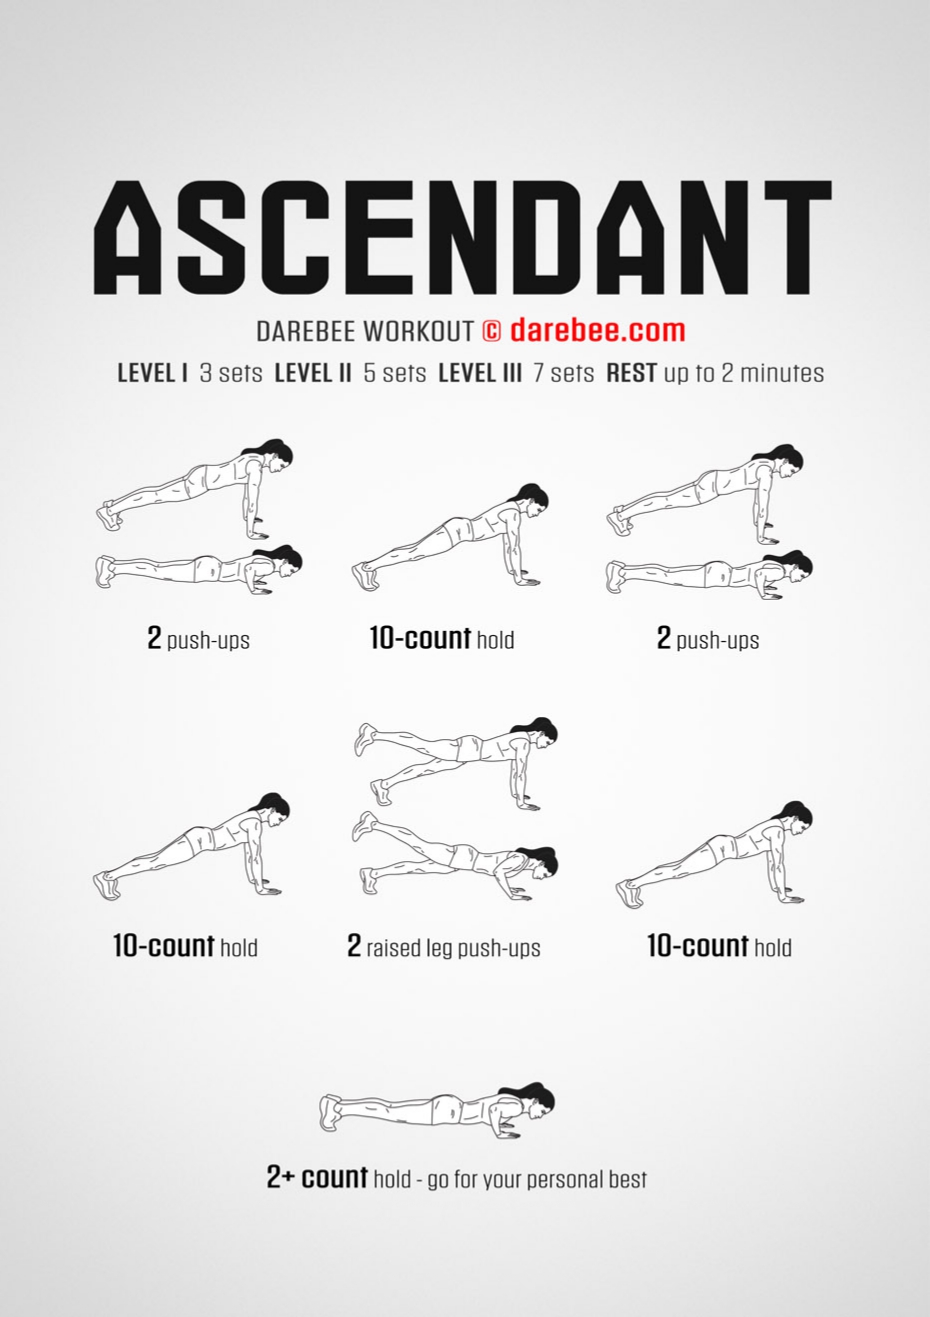 ASCENDANT
DAREBEE WORKOUT © darebee.com
LEVEL I 3 sets LEVEL II 5 sets LEVEL III 7 sets REST up to 2 minutes
2 push-ups
10-count hold
2 push-ups
10-count hold
2 raised leg push-ups
10-count hold
2+ count hold - go for your personal best